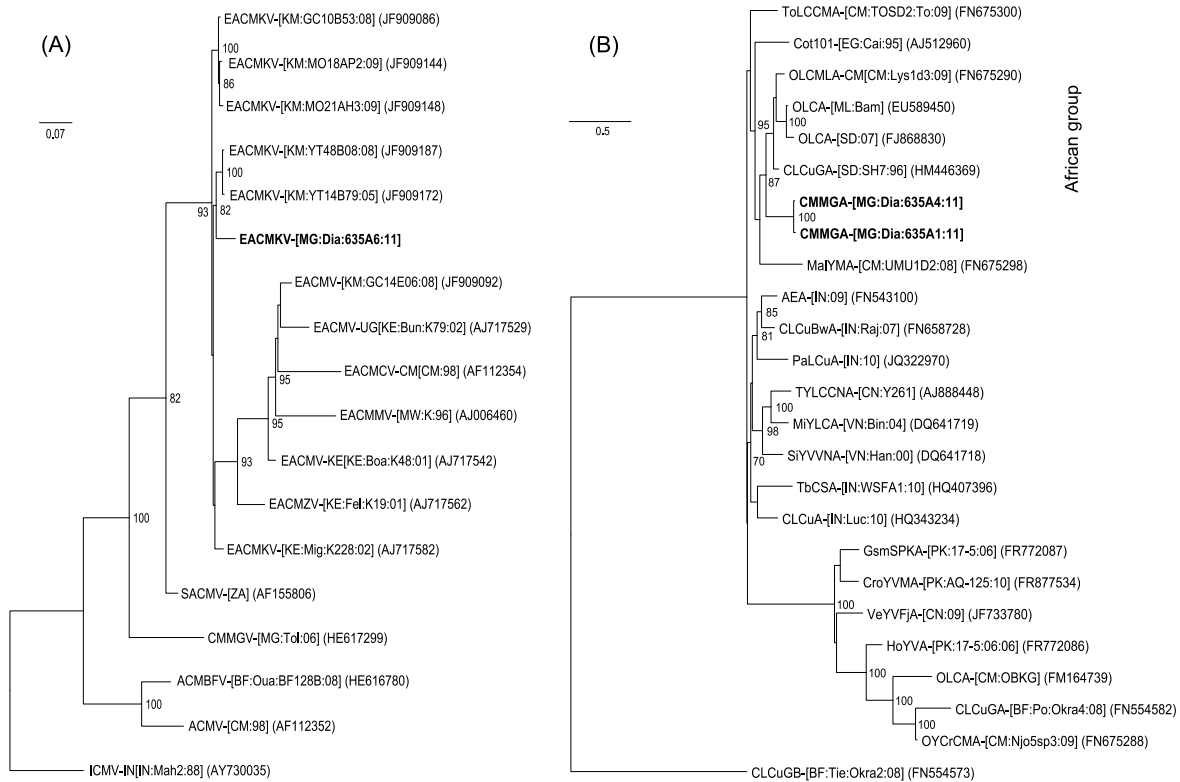 (A)
0.07
EACMKV-[KM:GC10B53:08] (JF909086)
100
EACMKV-[KM:MO18AP2:09] (JF909144)
86
EACMKV-[KM:MO21AH3:09] (JF909148)
EACMKV-[KM:YT48B08:08] (JF909187)
100
EACMKV-[KM:YT14B79:05] (JF909172)
93
82
EACMKV-[MG:Dia:635A6:11]
EACMV-[KM:GC14E06:08] (JF909092)
EACMV-UG[KE:Bun:K79:02] (AJ717529)
EACMCV-CM[CM:98] (AF112354)
95
82
EACMMV-[MW:K:96] (AJ006460)
95
EACMV-KE[KE:Boa:K48:01] (AJ717542)
93
EACMZV-[KE:Fel:K19:01] (AJ717562)
100
EACMKV-[KE:Mig:K228:02] (AJ717582)
SACMV-[ZA] (AF155806)
CMMGV-[MG:Tol:06] (HE617299)
ACMBFV-[BF:Oua:BF128B:08] (HE616780)
100
ACMV-[CM:98] (AF112352)
ICMV-IN[IN:Mah2:88] (AY730035)
(B)
0.5
ToLCCMA-[CM:TOSD2:To:09] (FN675300)
Cot101-[EG:Cai:95] (AJ512960)
OLCMLA-CM[CM:Lys1d3:09] (FN675290)
OLCA-[ML:Bam] (EU589450)
95
100
OLCA-[SD:07] (FJ868830)
CLCuGA-[SD:SH7:96] (HM446369)
87
CMMGA-[MG:Dia:635A4:11]
100
CMMGA-[MG:Dia:635A1:11]
MalYMA-[CM:UMU1D2:08] (FN675298)
African group
AEA-[IN:09] (FN543100)
85
CLCuBwA-[IN:Raj:07] (FN658728)
81
PaLCuA-[IN:10] (JQ322970)
TYLCCNA-[CN:Y261] (AJ888448)
100
MiYLCA-[VN:Bin:04] (DQ641719)
98
SiYVVNA-[VN:Han:00] (DQ641718)
70
TbCSA-[IN:WSFA1:10] (HQ407396)
CLCuA-[IN:Luc:10] (HQ343234)
GsmSPKA-[PK:17-5:06] (FR772087)
CroYVMA-[PK:AQ-125:10] (FR877534)
100
VeYVFjA-[CN:09] (JF733780)
HoYVA-[PK:17-5:06:06] (FR772086)
100
OLCA-[CM:OBKG] (FM164739)
100
CLCuGA-[BF:Po:Okra4:08] (FN554582)
100
OYCrCMA-[CM:Njo5sp3:09] (FN675288)
CLCuGB-[BF:Tie:Okra2:08] (FN554573)